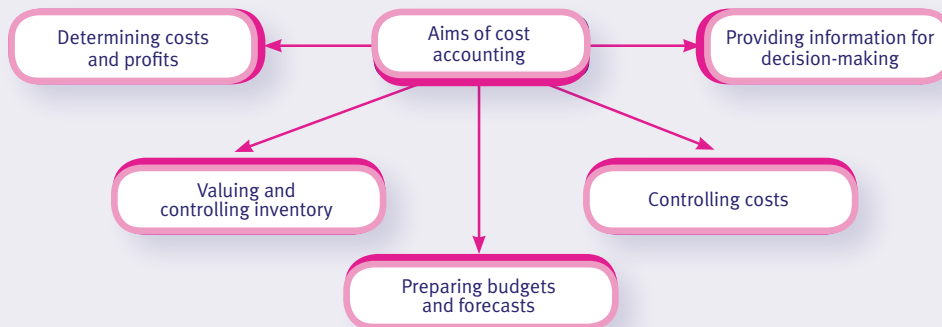 Determining costs
and profits
Aims of cost
accounting
Providing information for
decision-making
Valuing and
controlling inventory
Controlling costs
Preparing budgets
and forecasts